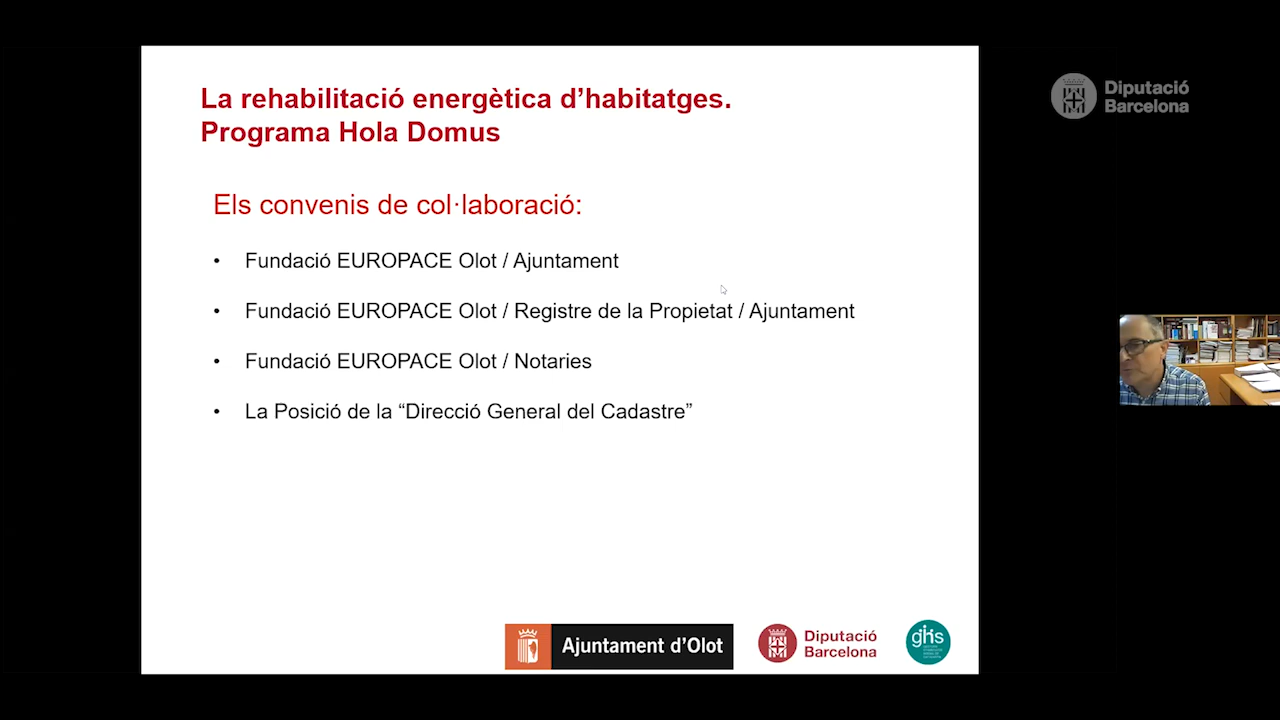 La rehabilitació energètica d’habitatges.
Programa Hola Domus
Els convenis de col·laboració:
• Fundació EUROPACE Olot / Ajuntament
• Fundació EUROPACE Olot / Registre de la Propietat / Ajuntament
• Fundació EUROPACE Olot / Notaries
• La Posició de la “Direcció General del Cadastre”
Ajuntament d’Olot
Diputació
Barcelona
ghs
Diputació
Barcelona